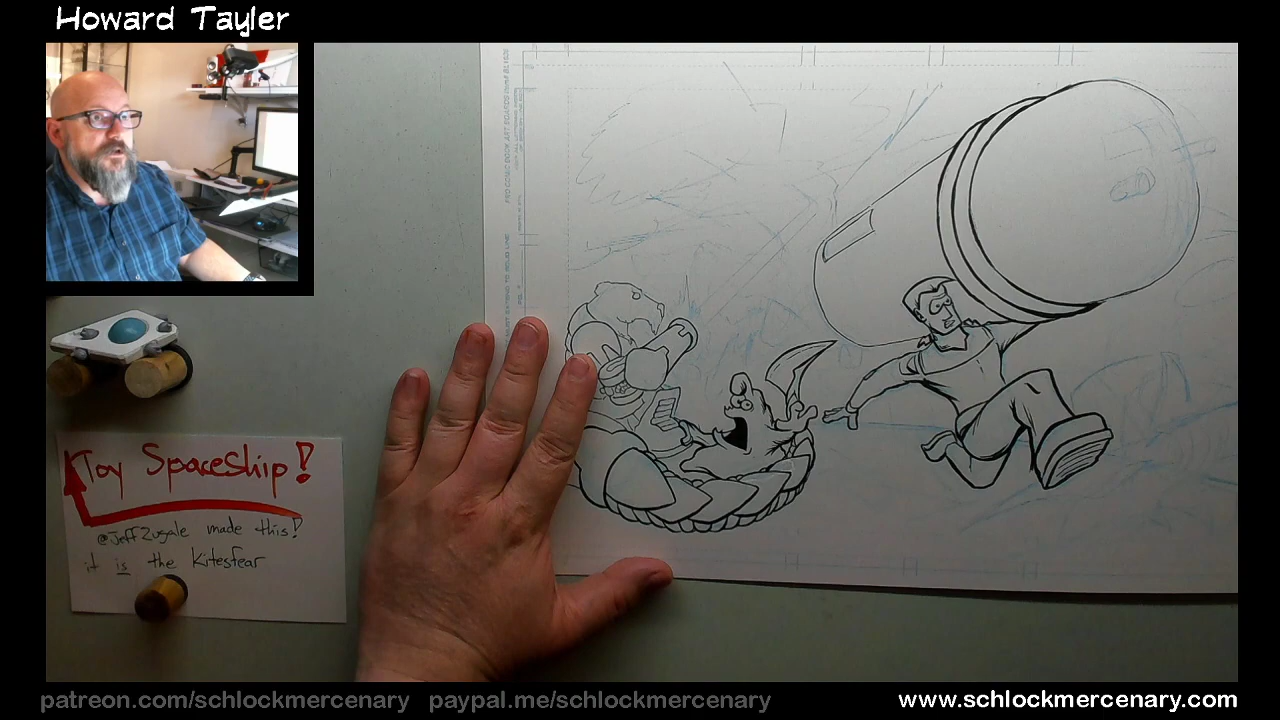 Howard Tayler
Toy Spaceship!
@JeffZugale made this!
it is the Kitesfear
patreon.com/schlockmercenary paypal.me/schlockmercenary
www.schlockmercenary.com